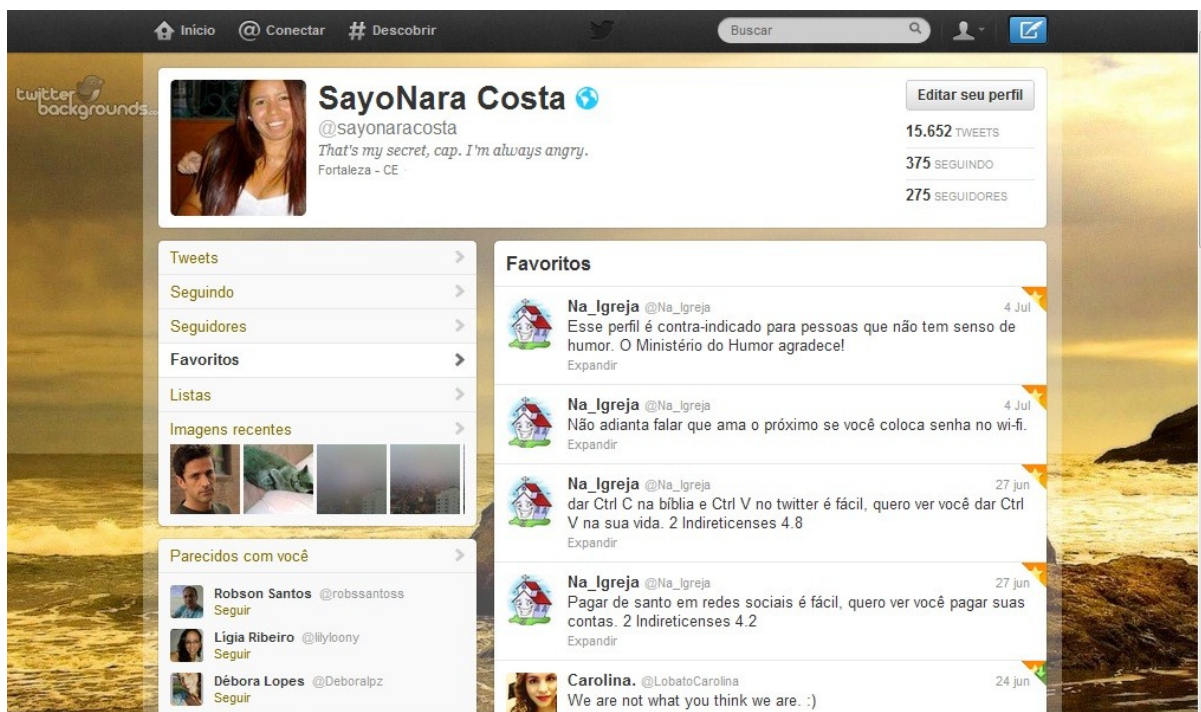 Início @ Conectar # Descobrir Buscar
twitter
backgrounds
SayoNara Costa
@sayonaracosta
That's my secret, cap. I'm always angry.
Fortaleza - CE
Editar seu perfil
15.652 TWEETS
375 SEGUINDO
275 SEGUIDORES
Tweets
Seguindo
Seguidores
Favoritos
Listas
Imagens recentes
Parecidos com você
Robson Santos @robssantoss
Seguir
Lígia Ribeiro @lilyloony
Seguir
Débora Lopes @Deboralpz
Seguir
Favoritos
Na_Igreja @Na_Igreja 4 Jul
Esse perfil é contra-indicado para pessoas que não tem senso de
humor. O Ministério do Humor agradece!
Expandir
Na_Igreja @Na_Igreja 4 Jul
Não adianta falar que ama o próximo se você coloca senha no wi-fi.
Expandir
Na_Igreja @Na_Igreja 27 jun
dar Ctrl C na bíblia e Ctrl V no twitter é fácil, quero ver você dar Ctrl
V na sua vida. 2 Indireticenses 4.8
Expandir
Na_Igreja @Na_Igreja 27 jun
Pagar de santo em redes sociais é fácil, quero ver você pagar suas
contas. 2 Indireticenses 4.2
Expandir
Carolina. @LobatoCarolina 24 jun
We are not what you think we are. :)